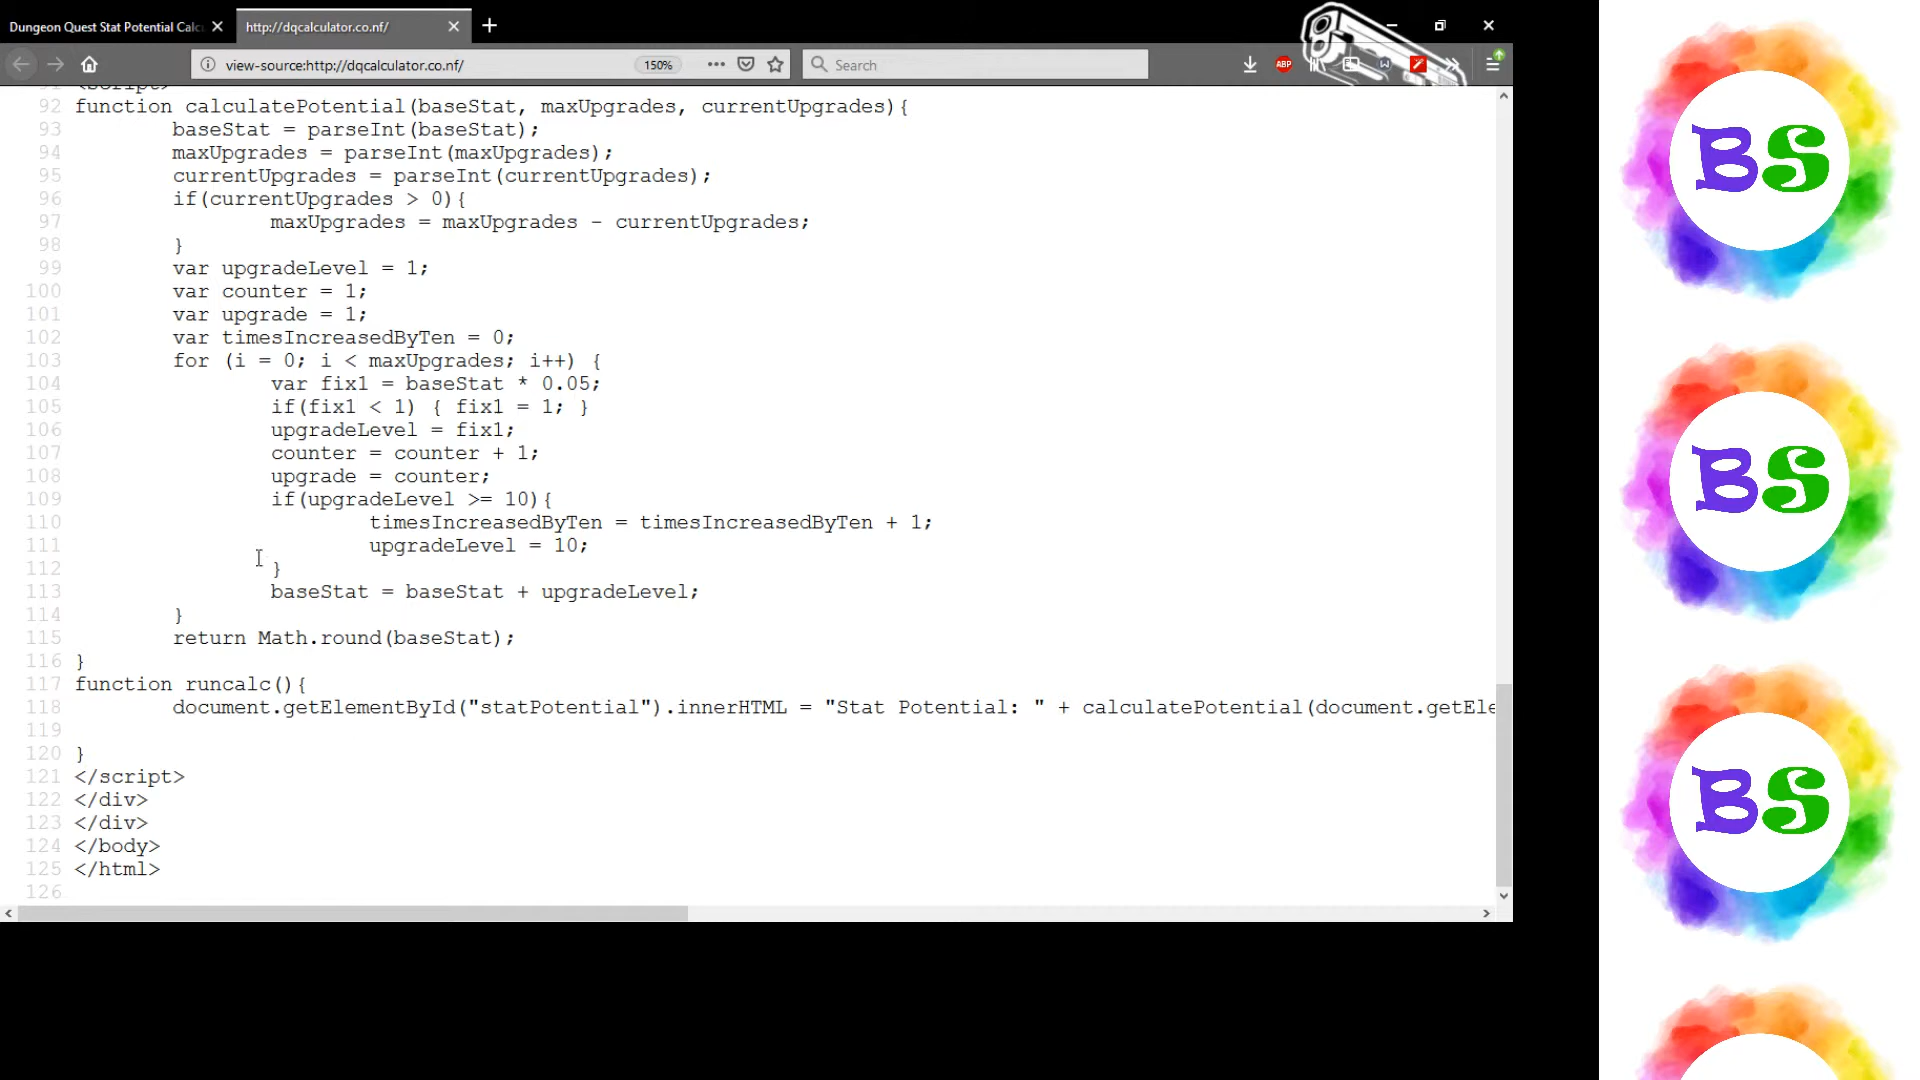 Dungeon Quest Stat Potential Calc
http://dqcalculator.co.nf/
view-source:http://dqcalculator.co.nf/
150%
Search
ABP
91 <script>
92 function calculatePotential(baseStat, maxUpgrades, currentUpgrades){
93 baseStat = parseInt(baseStat);
94 maxUpgrades = parseInt(maxUpgrades);
95 currentUpgrades = parseInt(currentUpgrades);
96 if(currentUpgrades > 0){
97 maxUpgrades = maxUpgrades - currentUpgrades;
98 }
99 var upgradeLevel = 1;
100 var counter = 1;
101 var upgrade = 1;
102 var timesIncreasedByTen = 0;
103 for (i = 0; i < maxUpgrades; i++) {
104 var fix1 = baseStat * 0.05;
105 if(fix1 < 1) { fix1 = 1; }
106 upgradeLevel = fix1;
107 counter = counter + 1;
108 upgrade = counter;
109 if(upgradeLevel >= 10){
110 timesIncreasedByTen = timesIncreasedByTen + 1;
111 upgradeLevel = 10;
112 }
113 baseStat = baseStat + upgradeLevel;
114 }
115 return Math.round(baseStat);
116 }
117 function runcalc(){
118 document.getElementById("statPotential").innerHTML = "Stat Potential: " + calculatePotential(document.getEle
119
120 }
121 </script>
122 </div>
123 </div>
124 </body>
125 </html>
126
BS
BS
BS